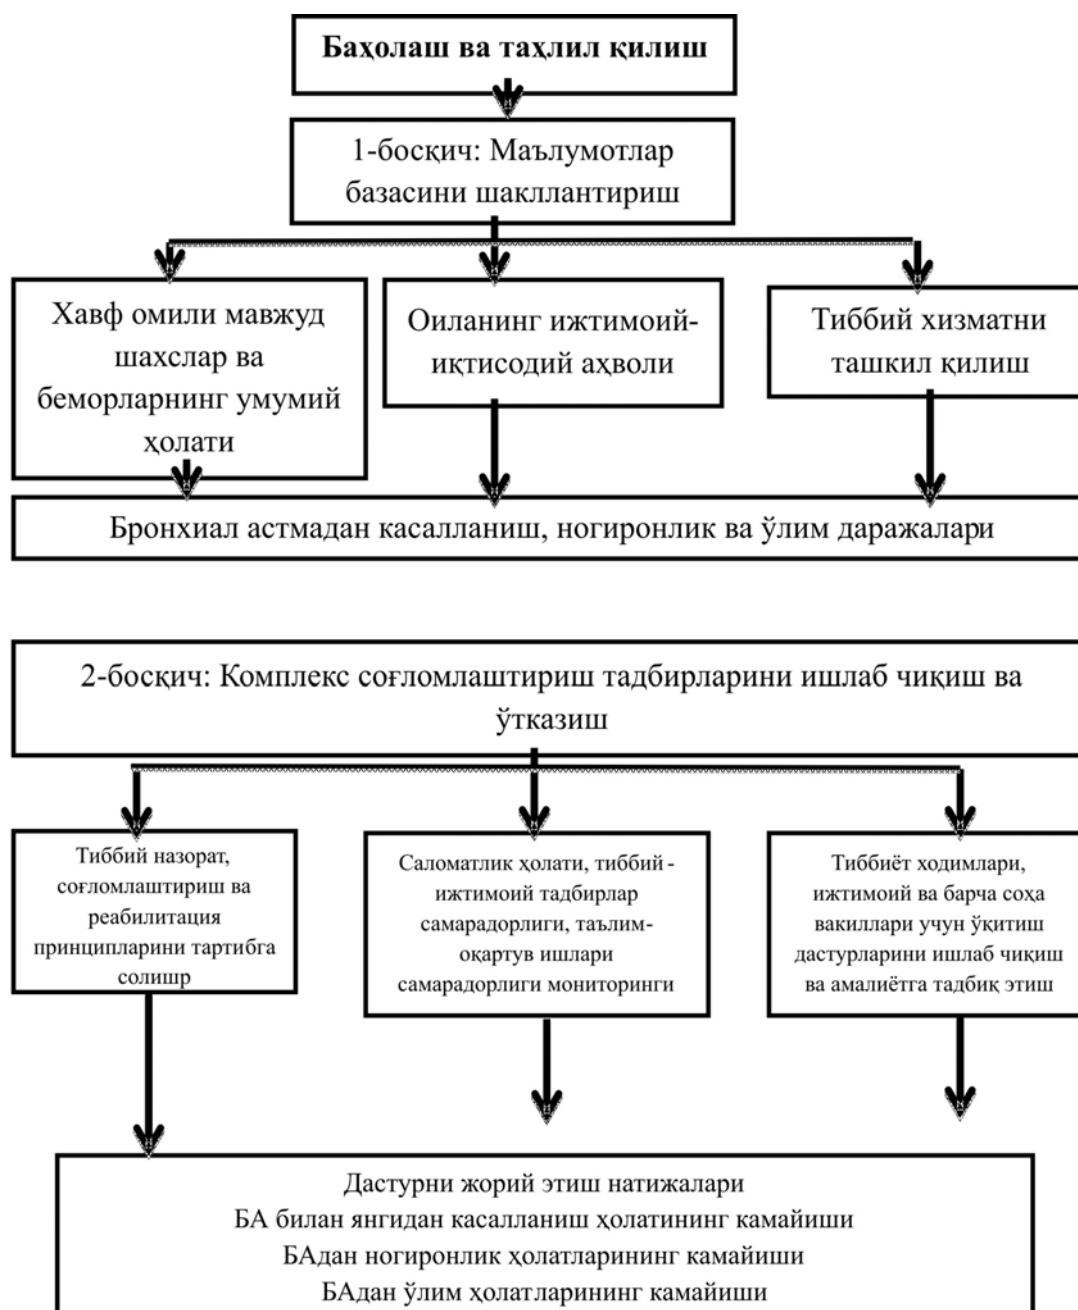 Баҳолаш ва таҳлил қилиш
1-босқич: Маълумотлар
базасини шакллантириш
Хавф омили мавжуд
шахслар ва
беморларнинг умумий
ҳолати
Оиланинг ижтимоий-
иқтисодий аҳволи
Тиббий хизматни
ташкил қилиш
Бронхиал астмадан касалланиш, ногиронлик ва ўлим даражалари
2-босқич: Комплекс соғломлаштириш тадбирларини ишлаб чиқиш ва
ўтказиш
Тиббий назорат,
соғломлаштириш ва
реабилитация
принципларини тартибга
солишр
Саломатлик ҳолати, тиббий -
ижтимоий тадбирлар
самарадорлиги, таълим-
оқартув ишлари
самарадорлиги мониторинги
Тиббиёт ходимлари,
ижтимоий ва барча соҳа
вакиллари учун ўқитиш
дастурларини ишлаб чиқиш
ва амалиётга тадбиқ этиш
Дастурни жорий этиш натижалари
БА билан янгидан касалланиш ҳолатининг камайиши
БАдан ногиронлик ҳолатларининг камайиши
БАдан ўлим ҳолатларининг камайиши